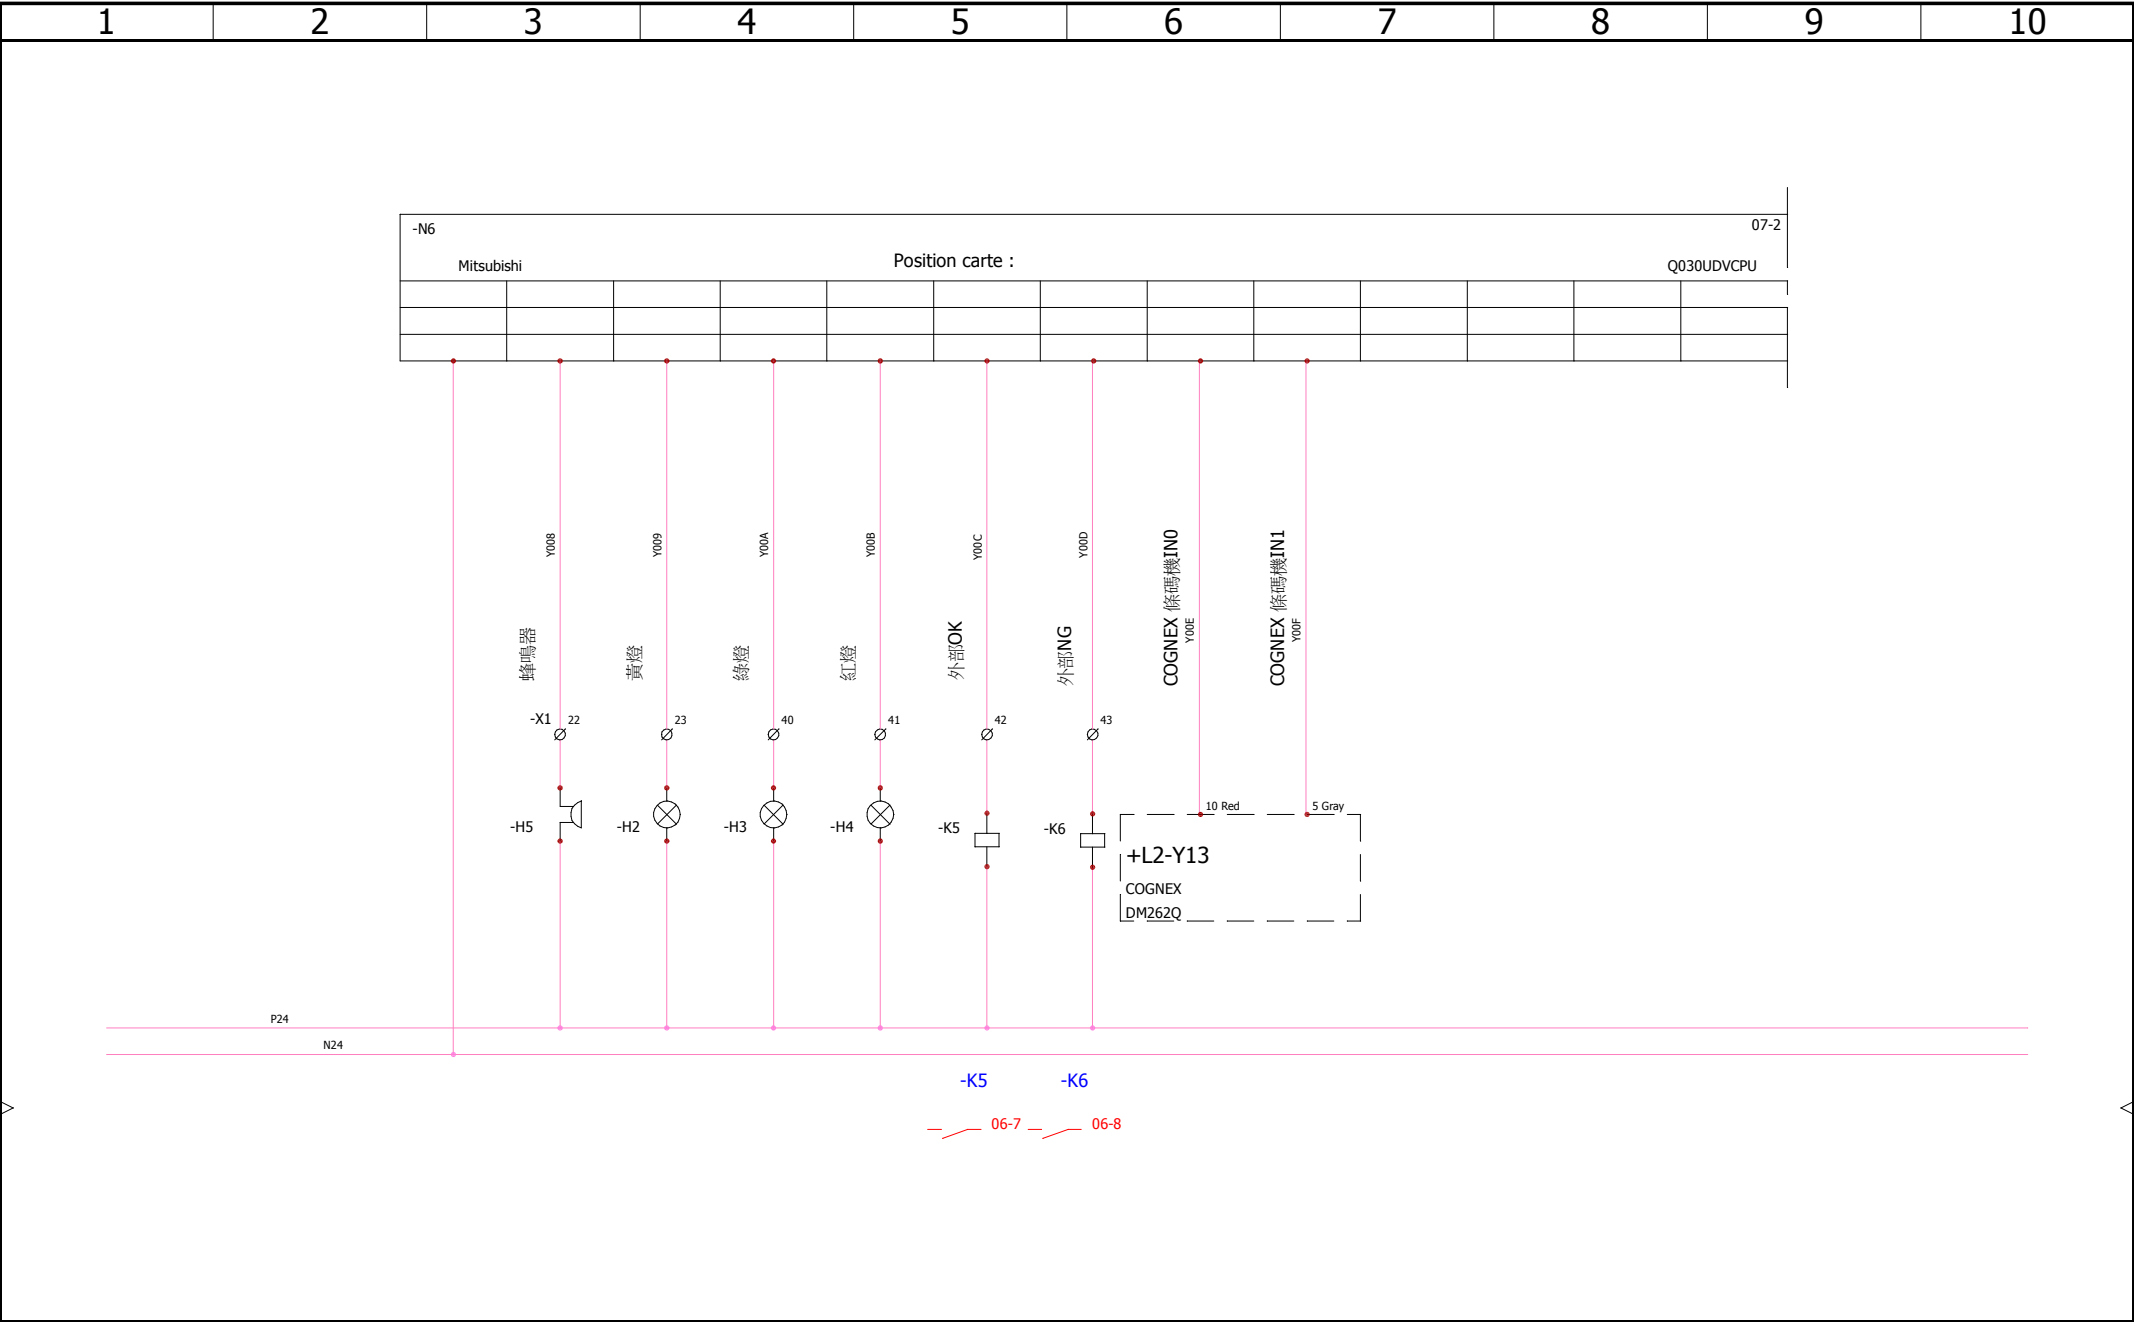 1 2 3 4 5 6 7 8 9 10
-N6 07-2
Mitsubishi Position carte : Q030UDVCPU
Y008
Y009
Y00A
Y00B
Y00C
Y00D
COGNEX 條碼機IN0
Y00E
COGNEX 條碼機IN1
Y00F
蜂鳴器
黃燈
綠燈
紅燈
外部OK
外部NG
-X1 22 23 40 41 42 43
10 Red 5 Gray
-H5 -H2 -H3 -H4 -K5 -K6
+L2-Y13
COGNEX
DM262Q
P24
N24
-K5 -K6
06-7 06-8